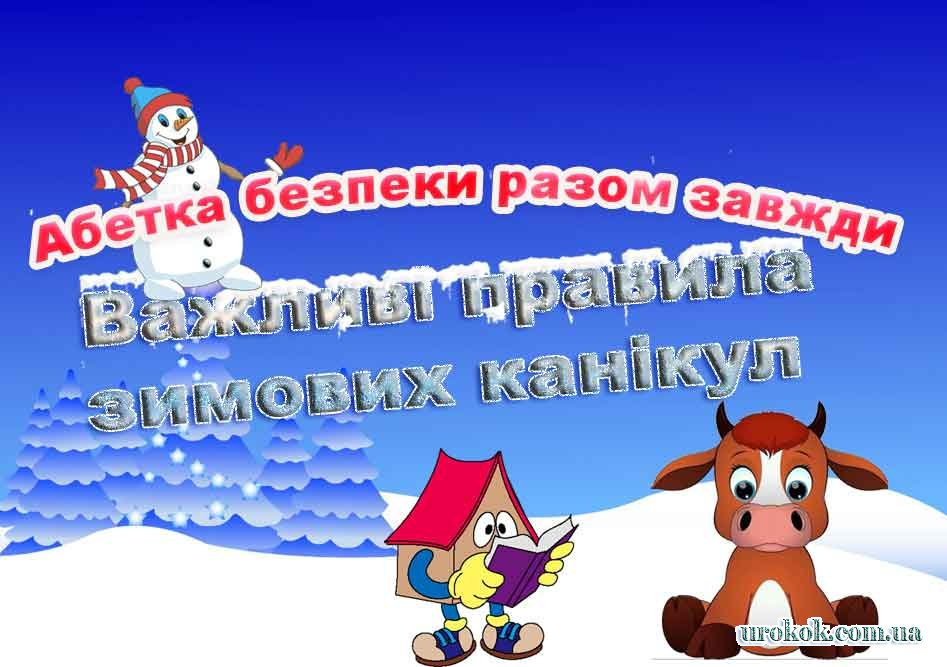 Абетка безпеки разом завжди
Важливі правила
зимових канікул
urokok.com.ua